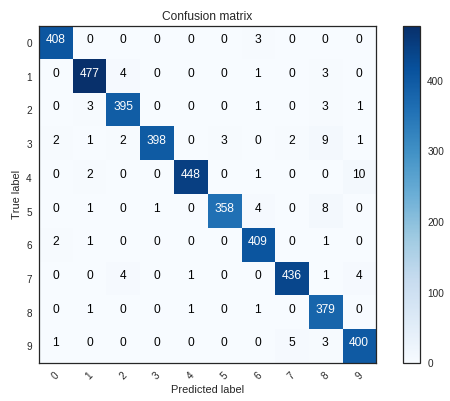 Confusion matrix
0 408 0 0 0 0 0 3 0 0 0
1 0 477 4 0 0 0 1 0 3 0
2 0 3 395 0 0 0 1 0 3 1
3 2 1 2 398 0 3 0 2 9 1
4 0 2 0 0 448 0 1 0 0 10
5 0 1 0 1 0 358 4 0 8 0
6 2 1 0 0 0 0 409 0 1 0
7 0 0 4 0 1 0 0 436 1 4
8 0 1 0 0 1 0 1 0 379 0
9 1 0 0 0 0 0 0 5 3 400
0 1 2 3 4 5 6 7 8 9
True label
Predicted label
400
300
200
100
0